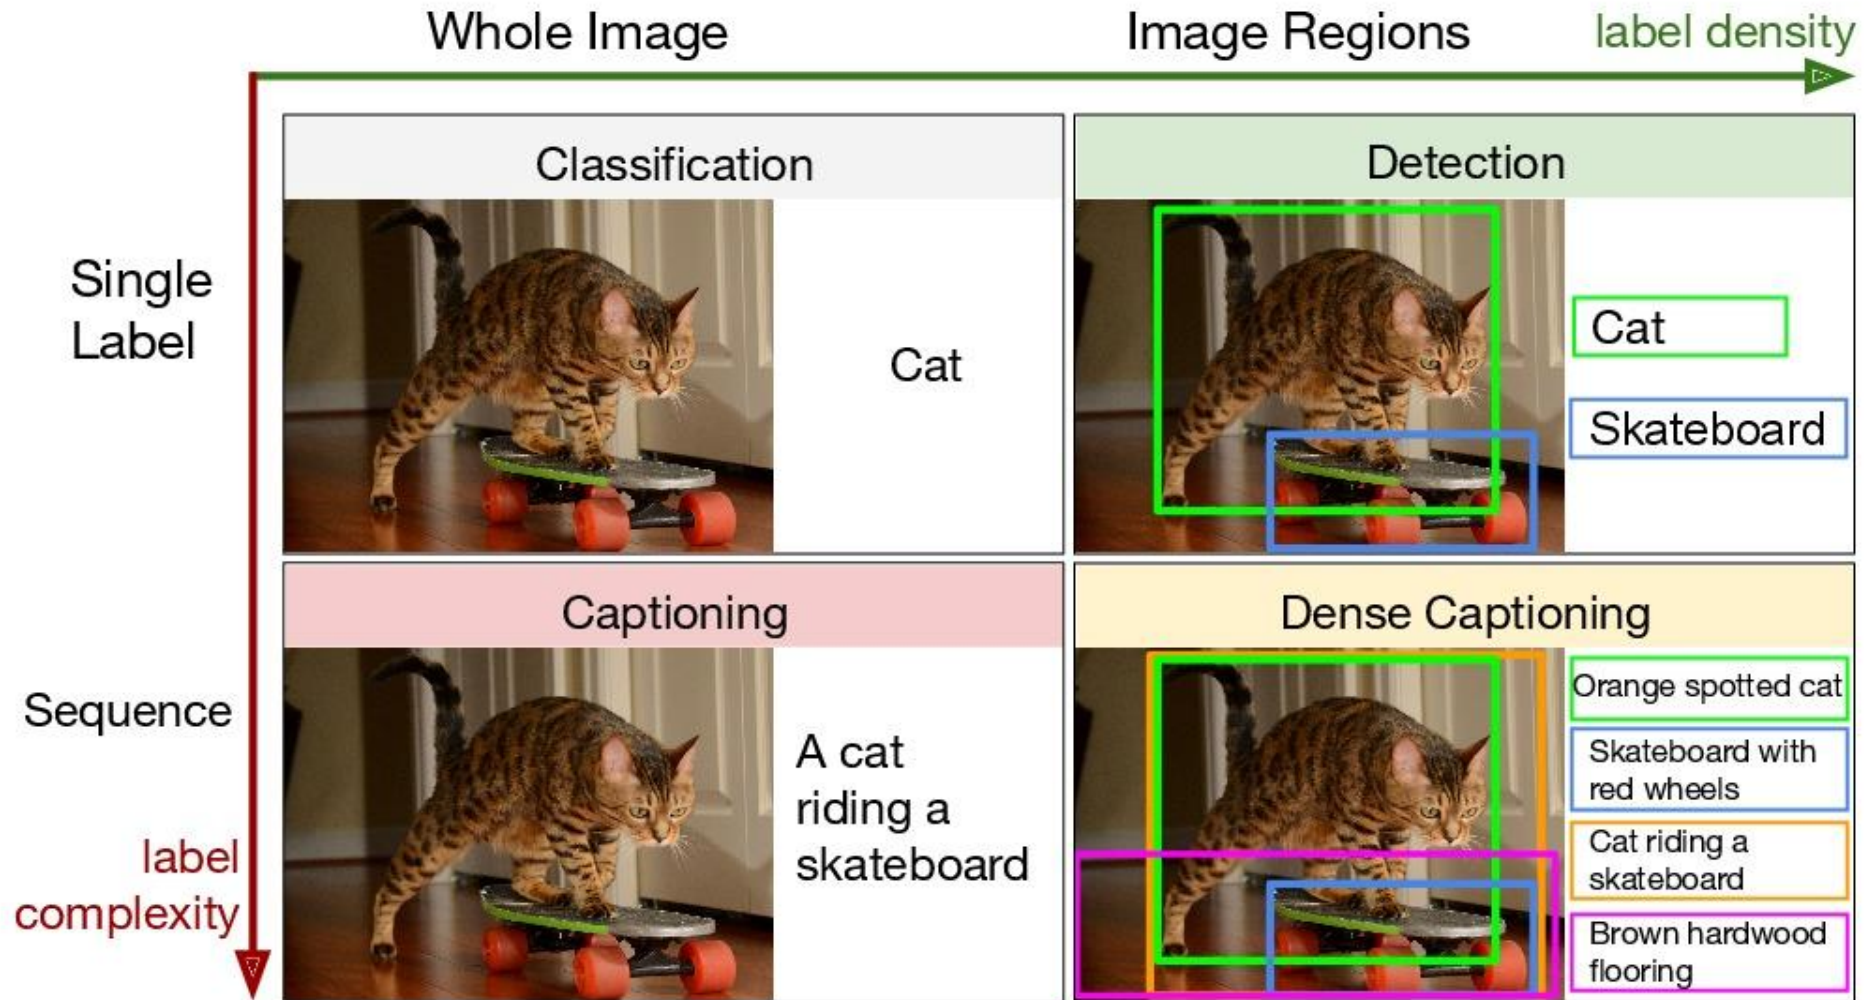 Whole Image
Image Regions
label density
Classification
Detection
Single
Label
Cat
Cat
Skateboard
Captioning
Dense Captioning
Sequence
label
complexity
A cat
riding a
skateboard
Orange spotted cat
Skateboard with
red wheels
Cat riding a
skateboard
Brown hardwood
flooring